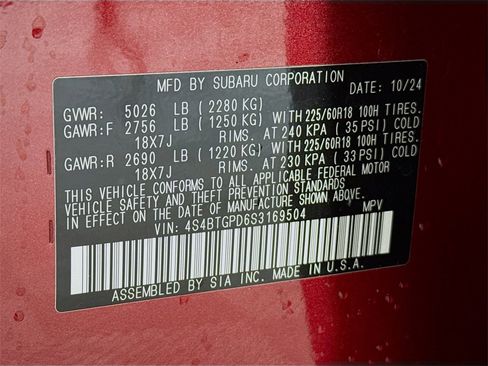 MFD BY SUBARU CORPORATION DATE: 10/24
GVWR: 5026 LB (2280 KG)
GAWR:F 2756 LB (1250 KG) WITH 225/60R18 100H TIRES.
18X7J RIMS. AT 240 KPA (35 PSI) COLD
GAWR:R 2690 LB (1220 KG) WITH 225/60R18 100H TIRES.
18X7J RIMS. AT 230 KPA (33 PSI) COLD
THIS VEHICLE CONFORMS TO ALL APPLICABLE FEDERAL MOTOR
VEHICLE SAFETY AND THEFT PREVENTION STANDARDS
IN EFFECT ON THE DATE OF MANUFACTURE SHOWN ABOVE.
VIN: 4S4BTGPD6S3169504 MPV
ASSEMBLED BY SIA INC. MADE IN U.S.A.